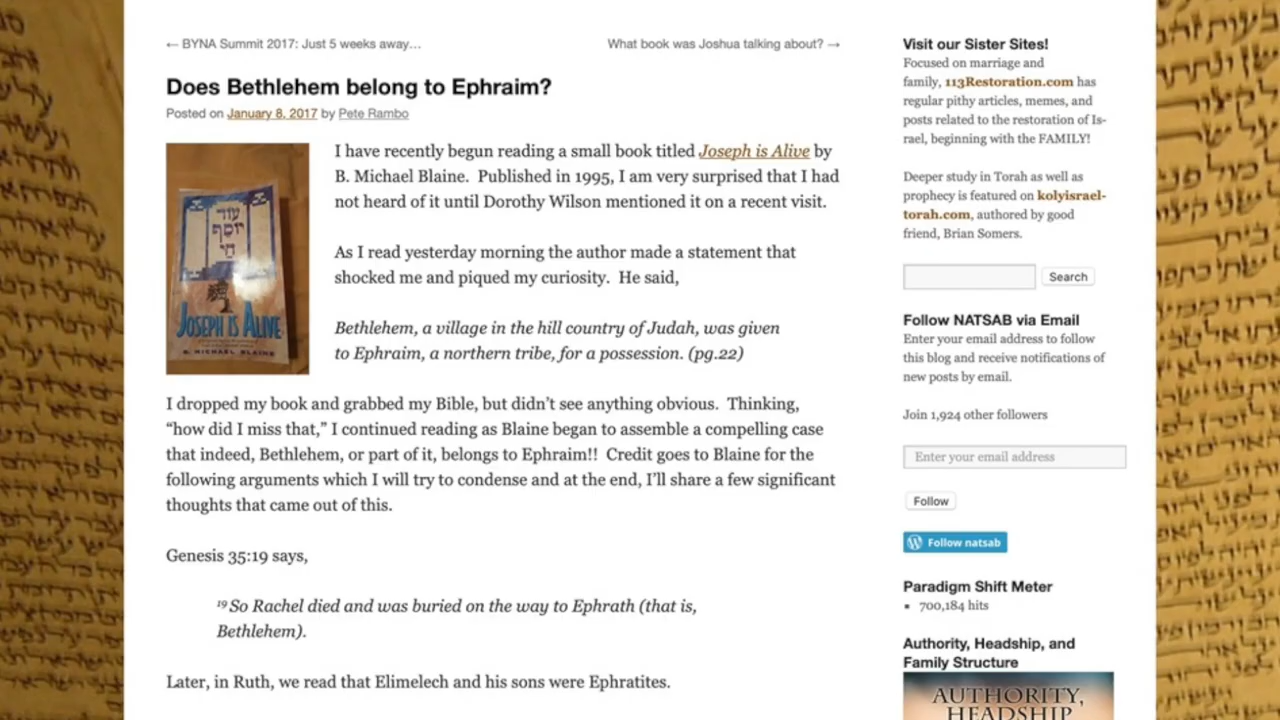 ← BYNA Summit 2017: Just 5 weeks away…
What book was Joshua talking about? →
Does Bethlehem belong to Ephraim?
Posted on January 8, 2017 by Pete Rambo
עוד
יוסף
חי
JOSEPH IS ALIVE
B. MICHAEL BLAINE
I have recently begun reading a small book titled Joseph is Alive by
B. Michael Blaine.  Published in 1995, I am very surprised that I had
not heard of it until Dorothy Wilson mentioned it on a recent visit.
As I read yesterday morning the author made a statement that
shocked me and piqued my curiosity.  He said,
Bethlehem, a village in the hill country of Judah, was given
to Ephraim, a northern tribe, for a possession. (pg.22)
I dropped my book and grabbed my Bible, but didn’t see anything obvious.  Thinking,
“how did I miss that,” I continued reading as Blaine began to assemble a compelling case
that indeed, Bethlehem, or part of it, belongs to Ephraim!!  Credit goes to Blaine for the
following arguments which I will try to condense and at the end, I’ll share a few significant
thoughts that came out of this.
Genesis 35:19 says,
19 So Rachel died and was buried on the way to Ephrath (that is,
Bethlehem).
Later, in Ruth, we read that Elimelech and his sons were Ephratites.
Visit our Sister Sites!
Focused on marriage and
family, 113Restoration.com has
regular pithy articles, memes, and
posts related to the restoration of Is-
rael, beginning with the FAMILY!
Deeper study in Torah as well as
prophecy is featured on kolyisrael-
torah.com, authored by good
friend, Brian Somers.
Search
Follow NATSAB via Email
Enter your email address to follow
this blog and receive notifications of
new posts by email.
Join 1,924 other followers
Enter your email address
Follow
Follow natsab
Paradigm Shift Meter
700,184 hits
Authority, Headship, and
Family Structure
AUTHORITY,
HEADSHIP